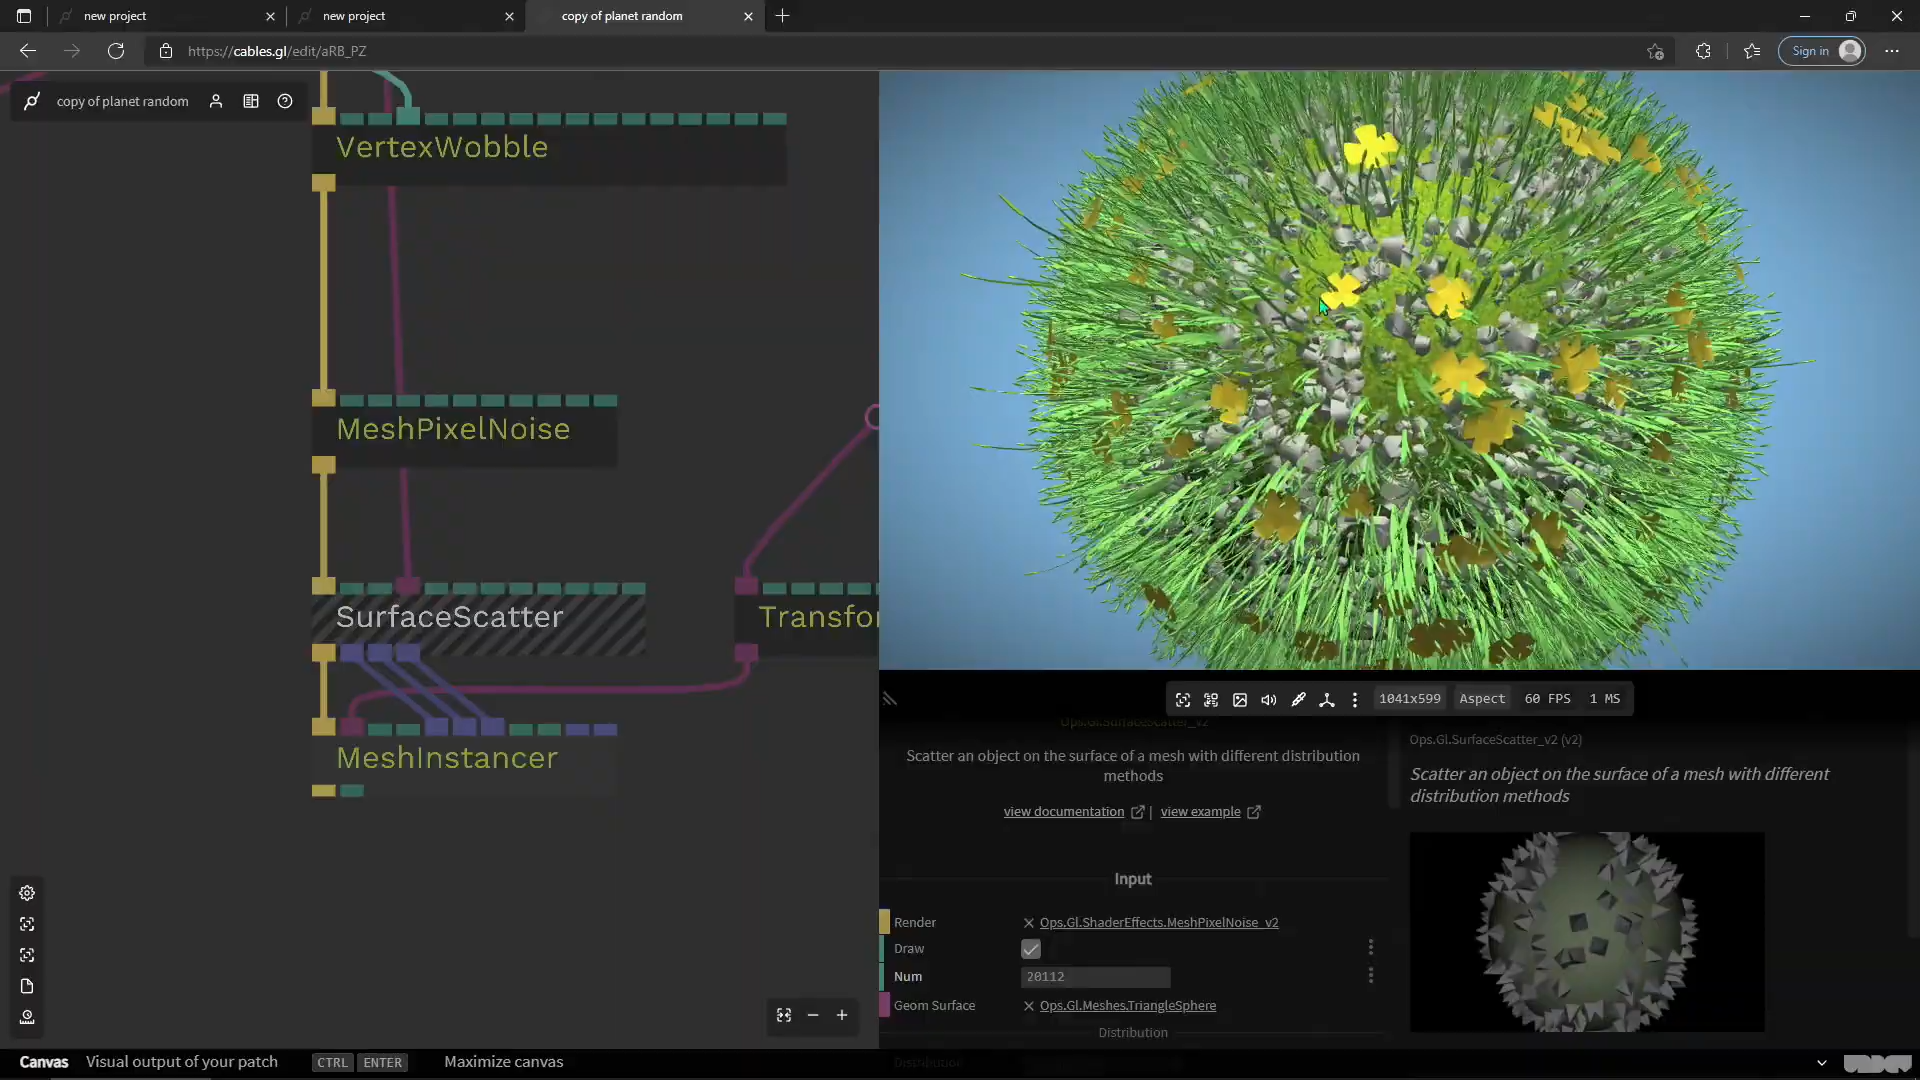 new project
new project
copy of planet random
https://cables.gl/edit/aRB_PZ
Sign in
copy of planet random
VertexWobble
MeshPixelNoise
SurfaceScatter
Transfor
MeshInstancer
1041x599
Aspect
60 FPS
1 MS
Ops.Gl.SurfaceScatter_v2
Scatter an object on the surface of a mesh with different distribution
methods
view documentation
|
view example
Input
Render
Ops.Gl.ShaderEffects.MeshPixelNoise_v2
Draw
Num
20112
Geom Surface
Ops.Gl.Meshes.TriangleSphere
Distribution
Distribution
Ops.Gl.SurfaceScatter_v2 (v2)
Scatter an object on the surface of a mesh with different
distribution methods
Canvas
Visual output of your patch
CTRL
ENTER
Maximize canvas